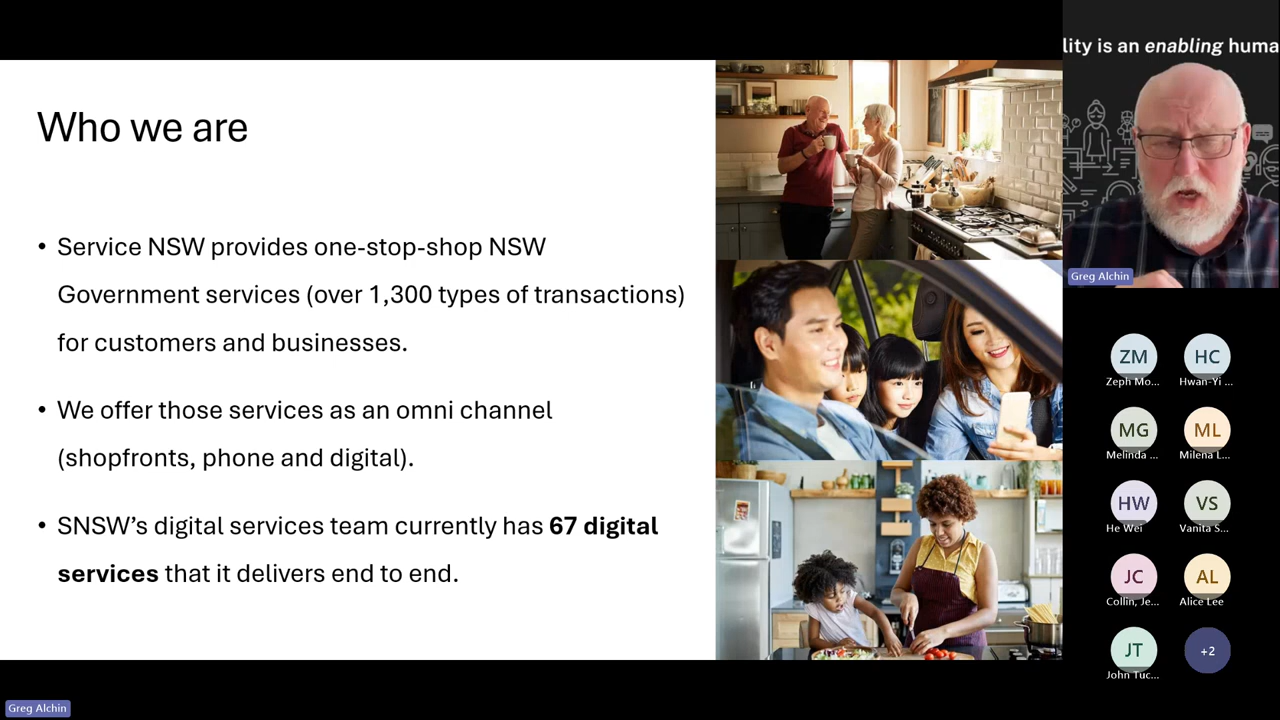 Who we are
• Service NSW provides one-stop-shop NSW
Government services (over 1,300 types of transactions)
for customers and businesses.
• We offer those services as an omni channel
(shopfronts, phone and digital).
• SNSW’s digital services team currently has 67 digital
services that it delivers end to end.
lity is an enabling huma
Greg Alchin
ZM
HC
Zeph Mo...
Hwan-Yi ...
MG
ML
Melinda ...
Milena L...
HW
VS
He Wei
Vanita S...
JC
AL
Collin, Je...
Alice Lee
JT
+2
John Tuc...
Greg Alchin